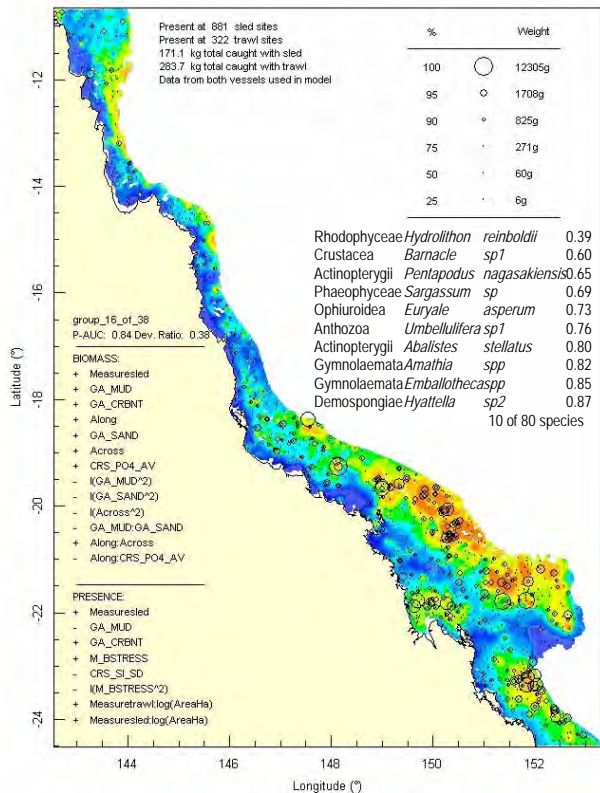 Present at 881 sled sites
Present at 322 trawl sites
171.1 kg total caught with sled
283.7 kg total caught with trawl
Data from both vessels used in model
% Weight
100 12305g
95 1708g
90 825g
75 271g
50 60g
25 6g
Rhodophyceae Hydrolithon reinboldii 0.39
Crustacea Barnacle sp1 0.60
Actinopterygii Pentapodus nagasakiensis 0.65
Phaeophyceae Sargassum sp 0.69
Ophiuroidea Euryale asperum 0.73
Anthozoa Umbellulifera sp1 0.76
Actinopterygii Abalistes stellatus 0.80
Gymnolaemata Amathia spp 0.82
Gymnolaemata Emballotheca spp 0.85
Demospongiae Hyattella sp2 0.87
10 of 80 species
group_16_of_38
P-AUC: 0.84 Dev. Ratio: 0.38
BIOMASS:
+ Measuresled
+ GA_MUD
+ GA_CRBNT
+ Along
+ GA_SAND
+ Across
+ CRS_PO4_AV
- I(GA_MUD^2)
- I(GA_SAND^2)
- I(Across^2)
- GA_MUD:GA_SAND
+ Along:Across
- Along:CRS_PO4_AV
PRESENCE:
+ Measuresled
- GA_MUD
+ GA_CRBNT
+ M_BSTRESS
- CRS_SI_SD
- I(M_BSTRESS^2)
+ Measuretrawl:log(AreaHa)
+ Measuresled:log(AreaHa)
Latitude (°)
-12
-14
-16
-18
-20
-22
-24
144 146 148 150 152
Longitude (°)